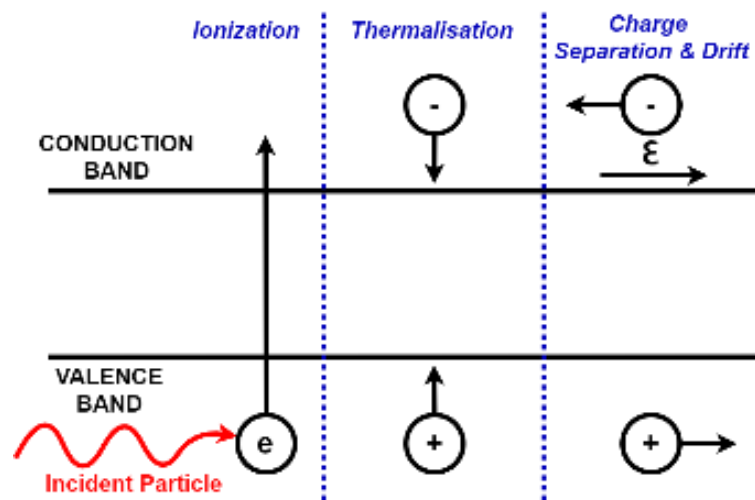 Ionization
Thermalisation
Charge
Separation & Drift
-
-
ε
CONDUCTION
BAND
VALENCE
BAND
e
+
+
Incident Particle